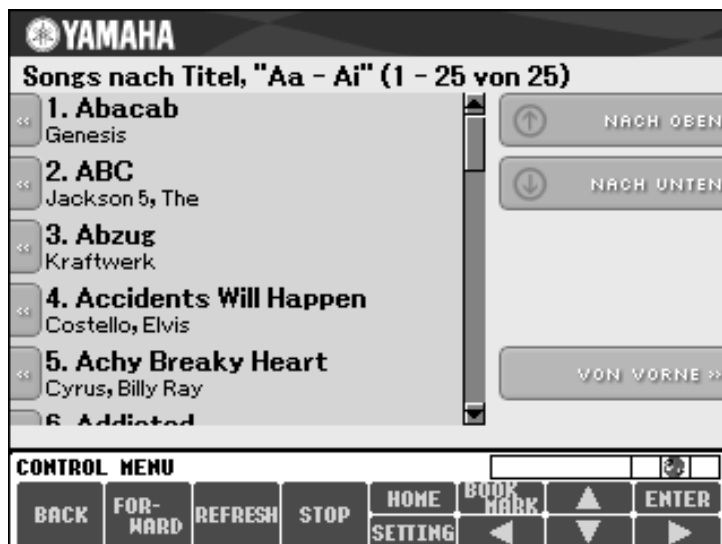 YAMAHA
Songs nach Titel, "Aa - Ai" (1 - 25 von 25)
1. Abacab
Genesis
2. ABC
Jackson 5, The
3. Abzug
Kraftwerk
4. Accidents Will Happen
Costello, Elvis
5. Achy Breaky Heart
Cyrus, Billy Ray
6. Addicted
NACH OBEN
NACH UNTEN
VON VORNE »
CONTROL MENU
BACK
FOR-
WARD
REFRESH
STOP
HOME
SETTING
BOOK
MARK
ENTER